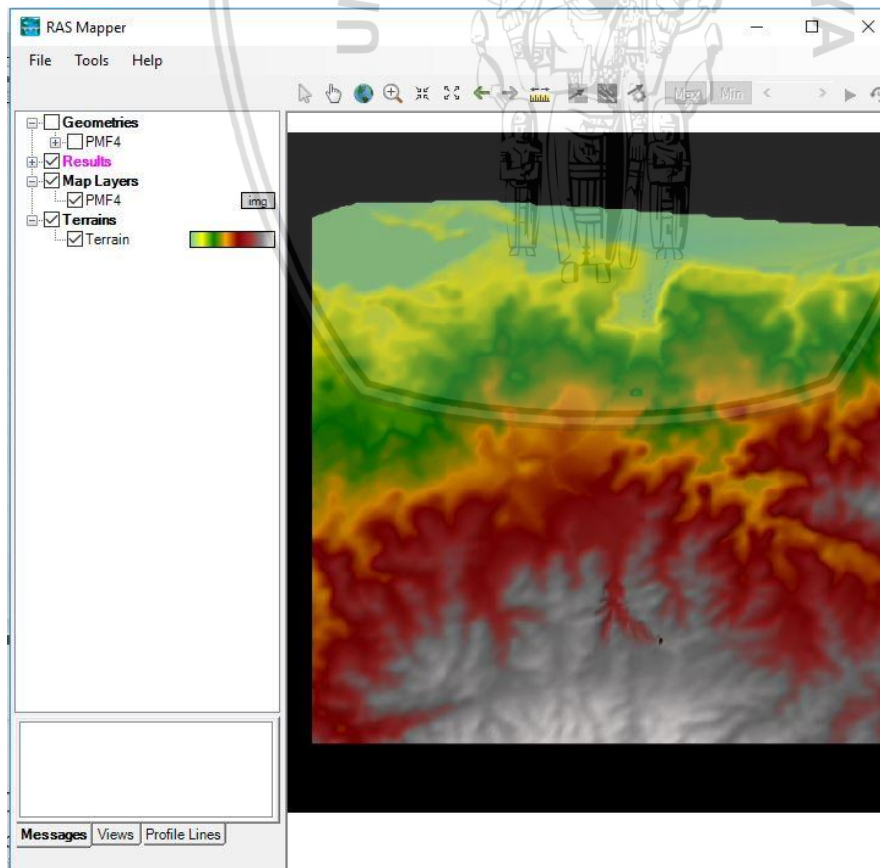 RAS Mapper
File Tools Help
Max Min
Geometries
PMF4
Results
Map Layers
PMF4 img
Terrains
Terrain
Messages Views Profile Lines